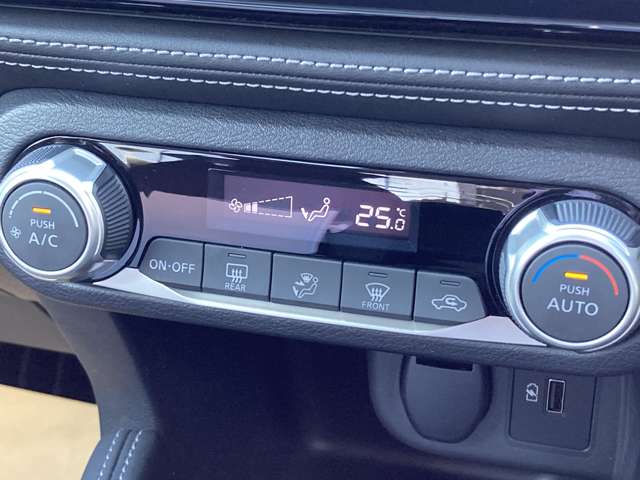 25.0 °C
PUSH
A/C
ON·OFF
REAR
FRONT
PUSH
AUTO